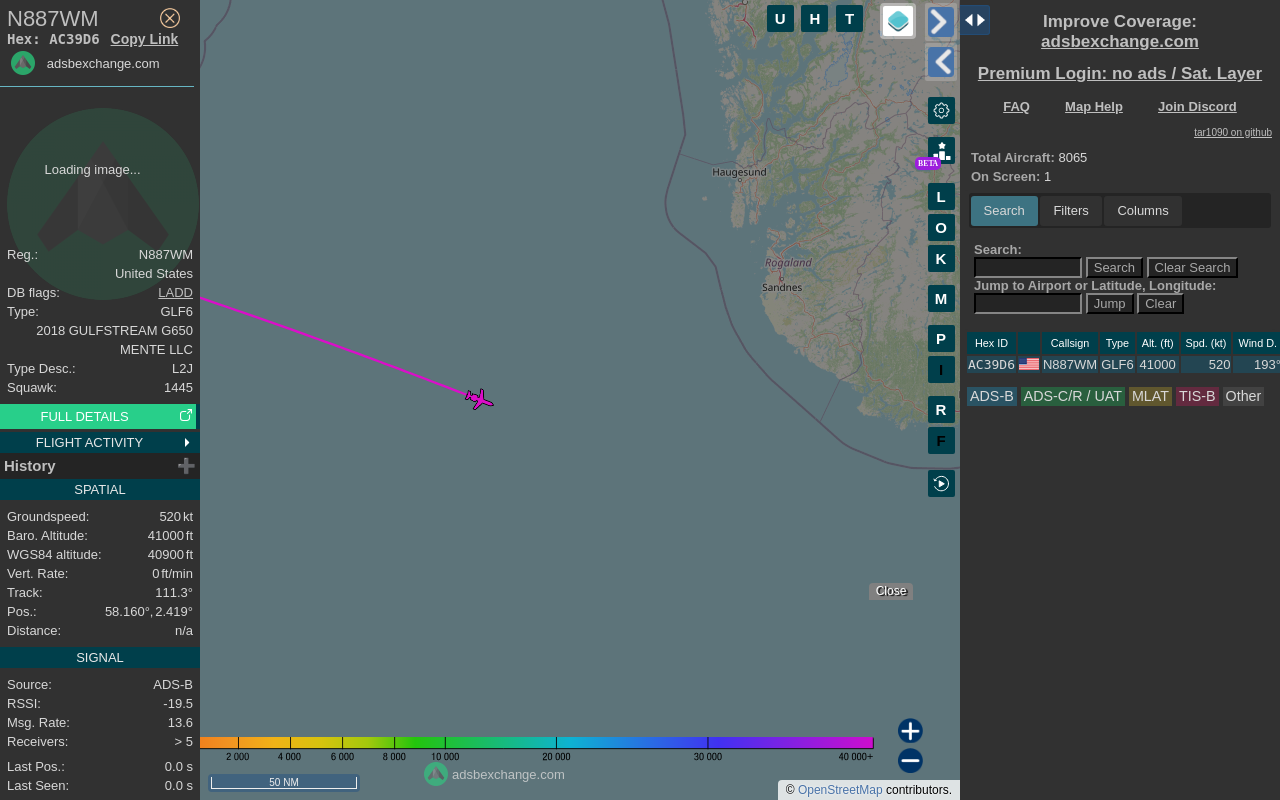 N887WM
Hex: AC39D6 Copy Link
adsbexchange.com
Loading image...
Reg.: N887WM
United States
DB flags: LADD
Type: GLF6
2018 GULFSTREAM G650
MENTE LLC
Type Desc.: L2J
Squawk: 1445
FULL DETAILS
FLIGHT ACTIVITY
History
SPATIAL
Groundspeed: 520 kt
Baro. Altitude: 41000 ft
WGS84 altitude: 40900 ft
Vert. Rate: 0 ft/min
Track: 111.3°
Pos.: 58.160°, 2.419°
Distance: n/a
SIGNAL
Source: ADS-B
RSSI: -19.5
Msg. Rate: 13.6
Receivers: > 5
Last Pos.: 0.0 s
Last Seen: 0.0 s
U H T
BETA
L
O
K
M
P
I
R
F
Haugesund
Rogaland
Sandnes
Close
2 000 4 000 6 000 8 000 10 000 20 000 30 000 40 000+
50 NM
adsbexchange.com
© OpenStreetMap contributors.
Improve Coverage:
adsbexchange.com
Premium Login: no ads / Sat. Layer
FAQ Map Help Join Discord
tar1090 on github
Total Aircraft: 8065
On Screen: 1
Search Filters Columns
Search:
Search Clear Search
Jump to Airport or Latitude, Longitude:
Jump Clear
Hex ID Callsign Type Alt. (ft) Spd. (kt) Wind D.
AC39D6 N887WM GLF6 41000 520 193°
ADS-B ADS-C/R / UAT MLAT TIS-B Other